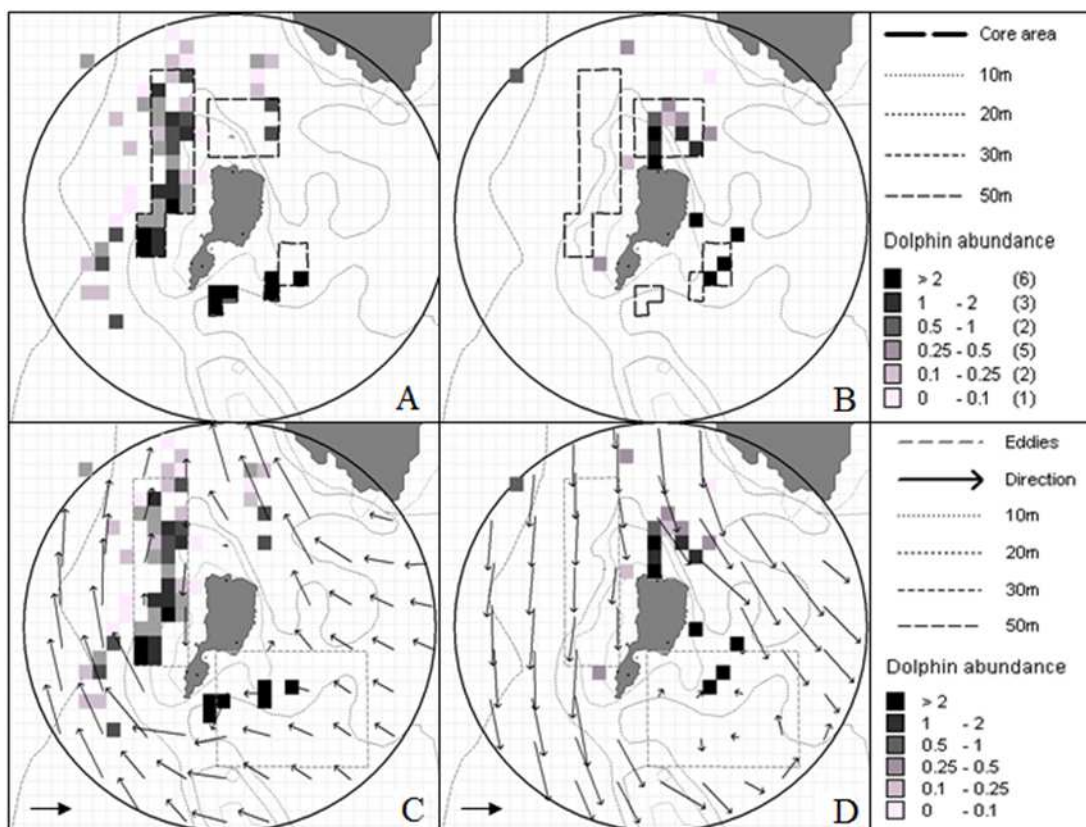 A
B
C
D
Core area
10m
20m
30m
50m
Dolphin abundance
> 2 (6)
1 - 2 (3)
0.5 - 1 (2)
0.25 - 0.5 (5)
0.1 - 0.25 (2)
0 - 0.1 (1)
Eddies
Direction
10m
20m
30m
50m
Dolphin abundance
> 2
1 - 2
0.5 - 1
0.25 - 0.5
0.1 - 0.25
0 - 0.1